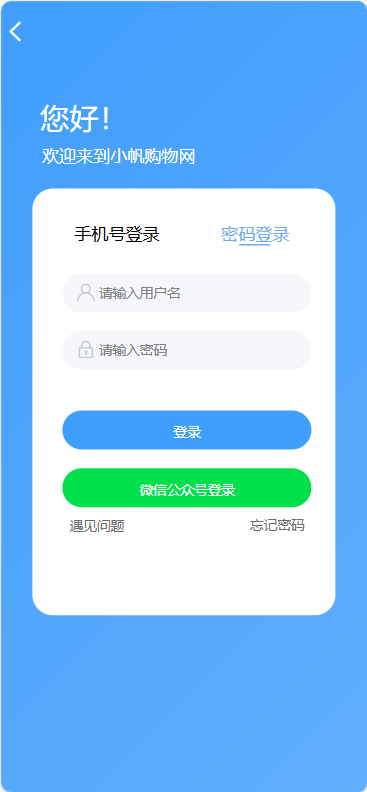 您好!
欢迎来到小帆购物网
手机号登录 密码登录
请输入用户名
请输入密码
登录
微信公众号登录
遇见问题 忘记密码